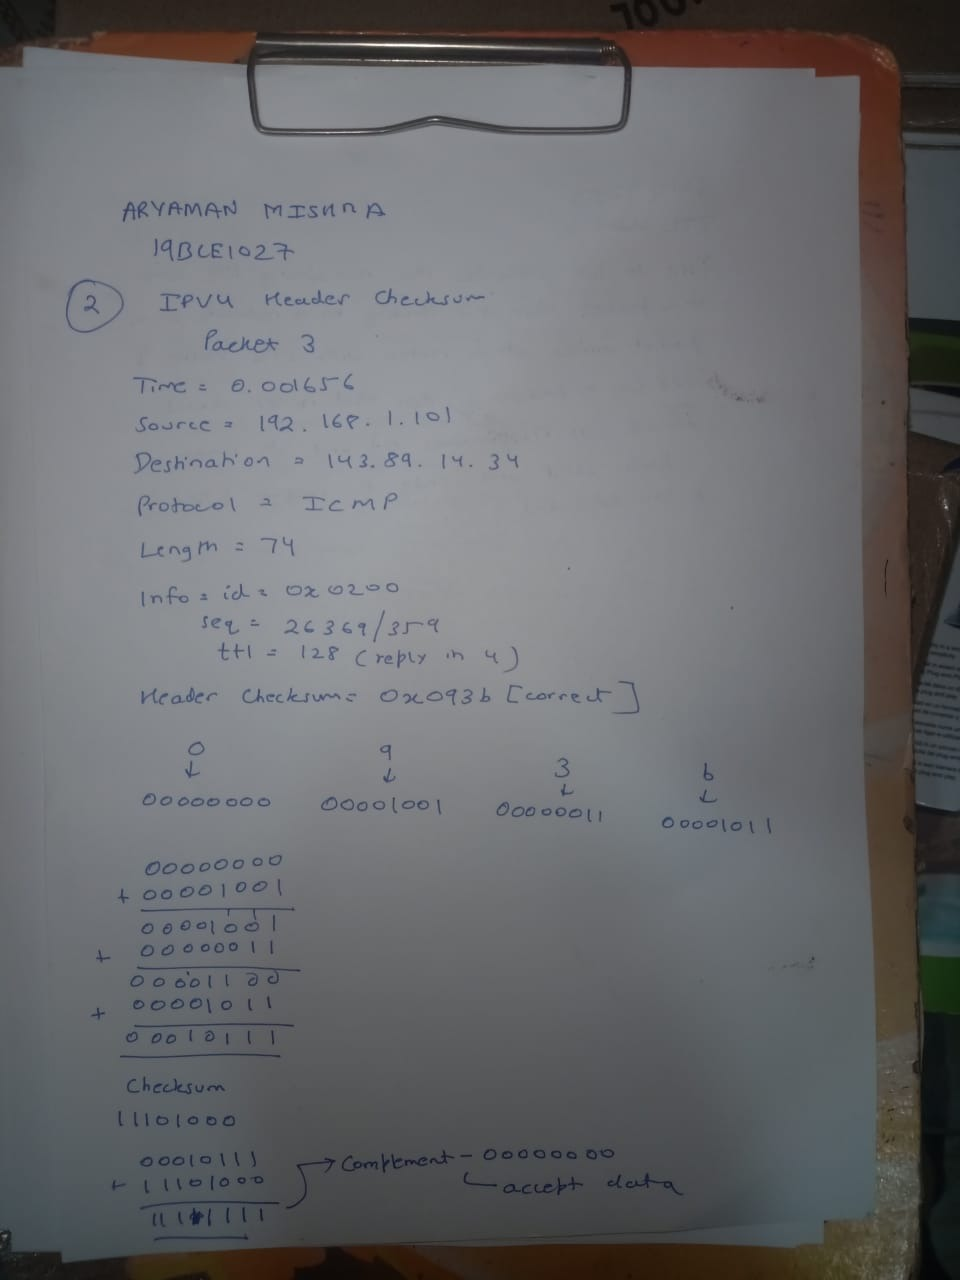 ARYAMAN MISHRA
19BCE1027
2 IPV4 Header Checksum
Packet 3
Time = 0.001656
Source = 192.168.1.101
Destination = 143.89.14.34
Protocol = ICMP
Length = 74
Info = id = 0x0200
seq = 26369/359
ttl = 128 (reply in 4)
Header Checksum = 0x093b [correct]
0 9 3 b
↓ ↓ ↓ ↓
00000000 00001001 00000011 00001011
00000000
+ 00001001
00001001
+ 00000011
00001100
+ 00001011
00010111
Checksum
11101000
00010111 → Complement - 00000000
+ 11101000 accept data
11111111